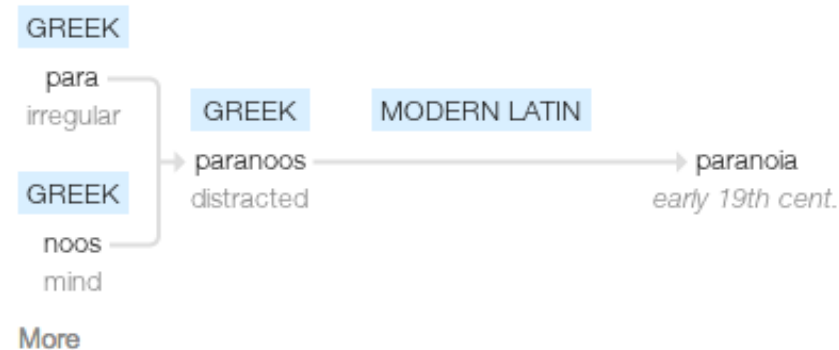 GREEK
para
irregular
GREEK
noos
mind
GREEK
paranoos
distracted
MODERN LATIN
paranoia
early 19th cent.
More